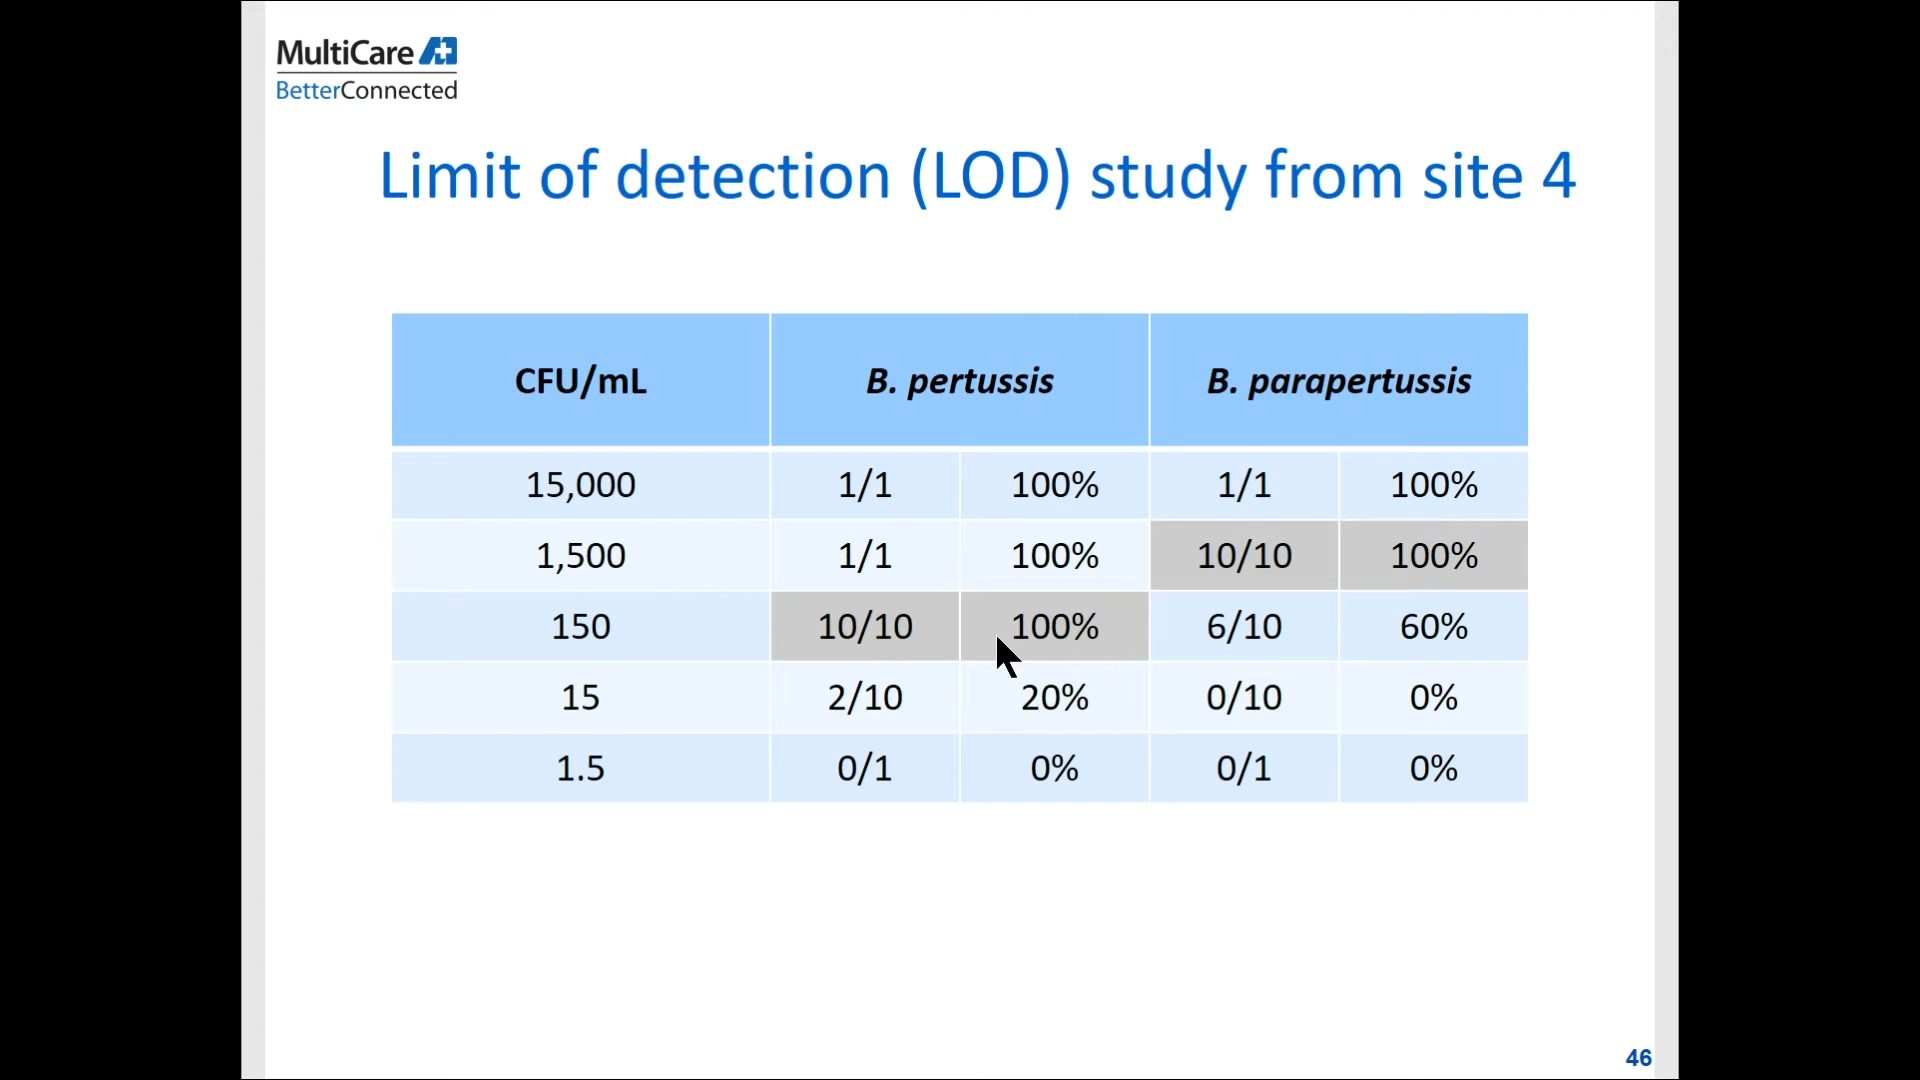 MultiCare
BetterConnected
Limit of detection (LOD) study from site 4
CFU/mL B. pertussis B. parapertussis
15,000 1/1 100% 1/1 100%
1,500 1/1 100% 10/10 100%
150 10/10 100% 6/10 60%
15 2/10 20% 0/10 0%
1.5 0/1 0% 0/1 0%
46